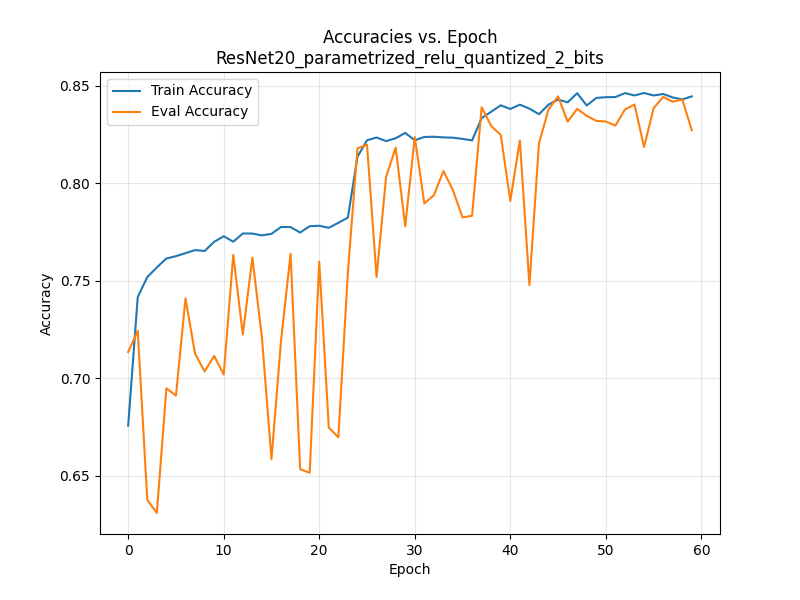 Accuracies vs. Epoch
ResNet20_parametrized_relu_quantized_2_bits
Train Accuracy
Eval Accuracy
0.85
0.80
0.75
0.70
0.65
Accuracy
0 10 20 30 40 50 60
Epoch